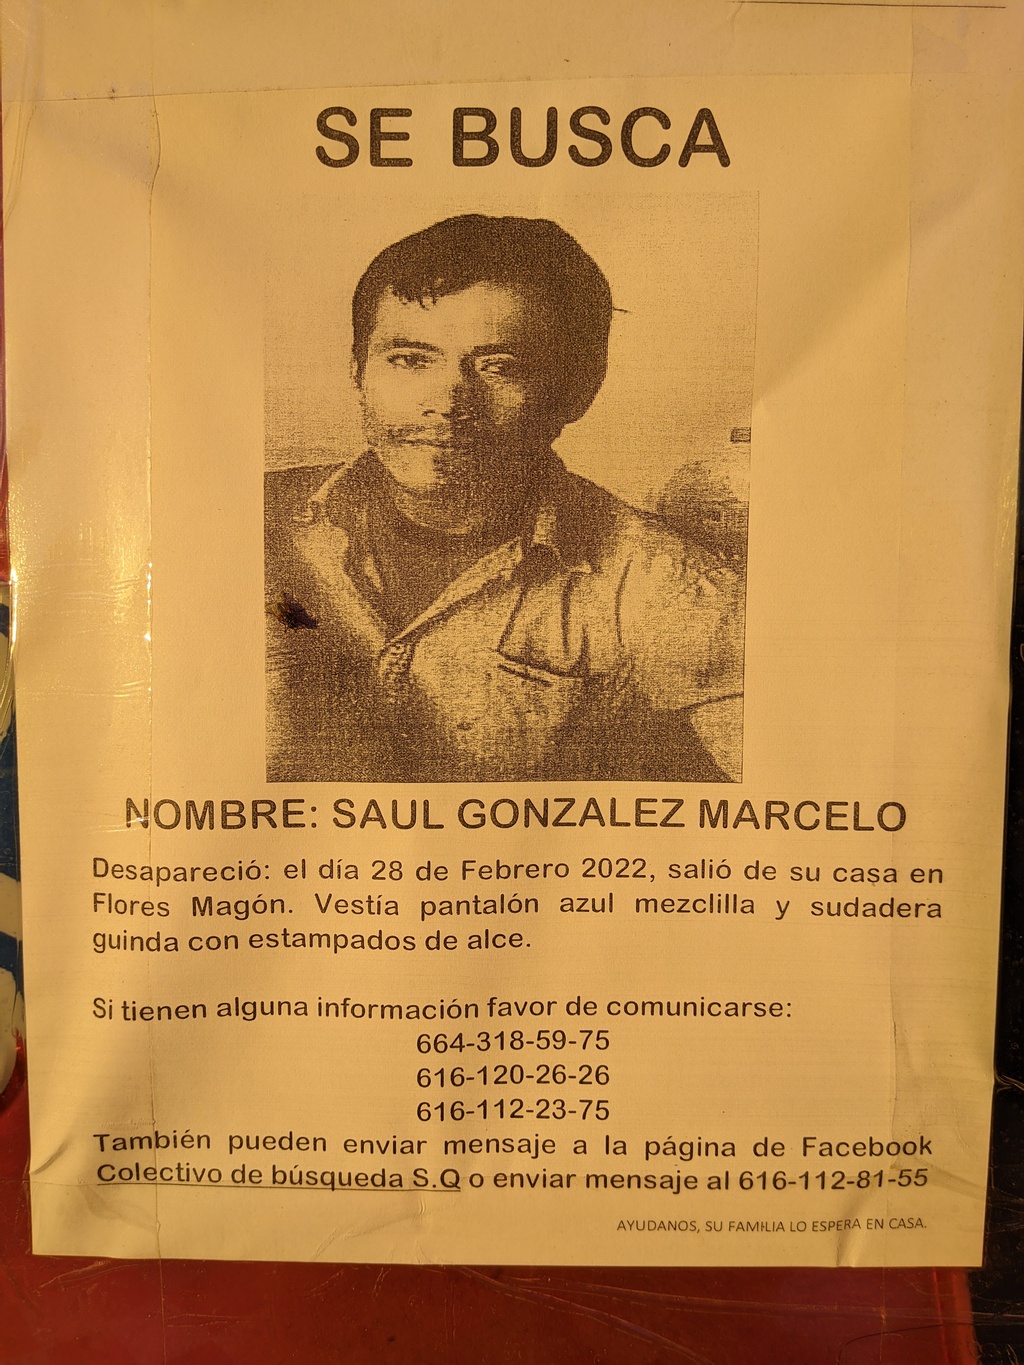 SE BUSCA
NOMBRE: SAUL GONZALEZ MARCELO
Desapareció: el día 28 de Febrero 2022, salió de su casa en
Flores Magón. Vestía pantalón azul mezclilla y sudadera
guinda con estampados de alce.
Si tienen alguna información favor de comunicarse:
664-318-59-75
616-120-26-26
616-112-23-75
También pueden enviar mensaje a la página de Facebook
Colectivo de búsqueda S.Q o enviar mensaje al 616-112-81-55
AYUDANOS, SU FAMILIA LO ESPERA EN CASA.